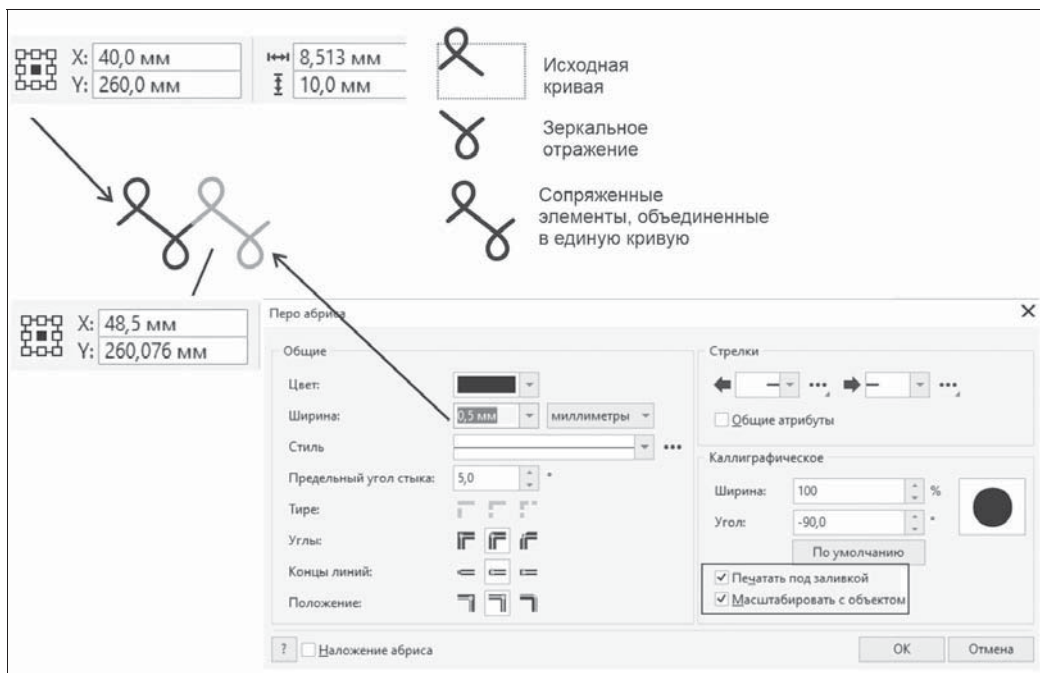 X: 40,0 мм
Y: 260,0 мм
8,513 мм
10,0 мм
Исходная
кривая
Зеркальное
отражение
Сопряженные
элементы, объединенные
в единую кривую
X: 48,5 мм
Y: 260,076 мм
Перо абриса
Общие
Цвет:
Ширина: 0,5 мм миллиметры
Стиль
Предельный угол стыка: 5,0 °
Тире:
Углы:
Концы линий:
Положение:
Стрелки
Общие атрибуты
Каллиграфическое
Ширина: 100 %
Угол: -90,0 °
По умолчанию
Печатать под заливкой
Масштабировать с объектом
? Наложение абриса
OK Отмена